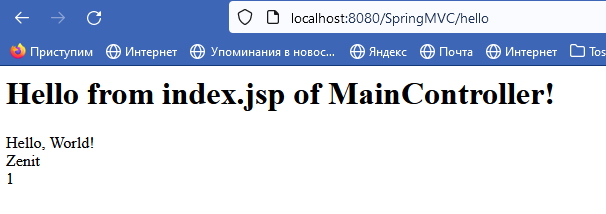 localhost:8080/SpringMVC/hello
Приступим Интернет Упоминания в новос... Яндекс Почта Интернет Tos
Hello from index.jsp of MainController!
Hello, World!
Zenit
1